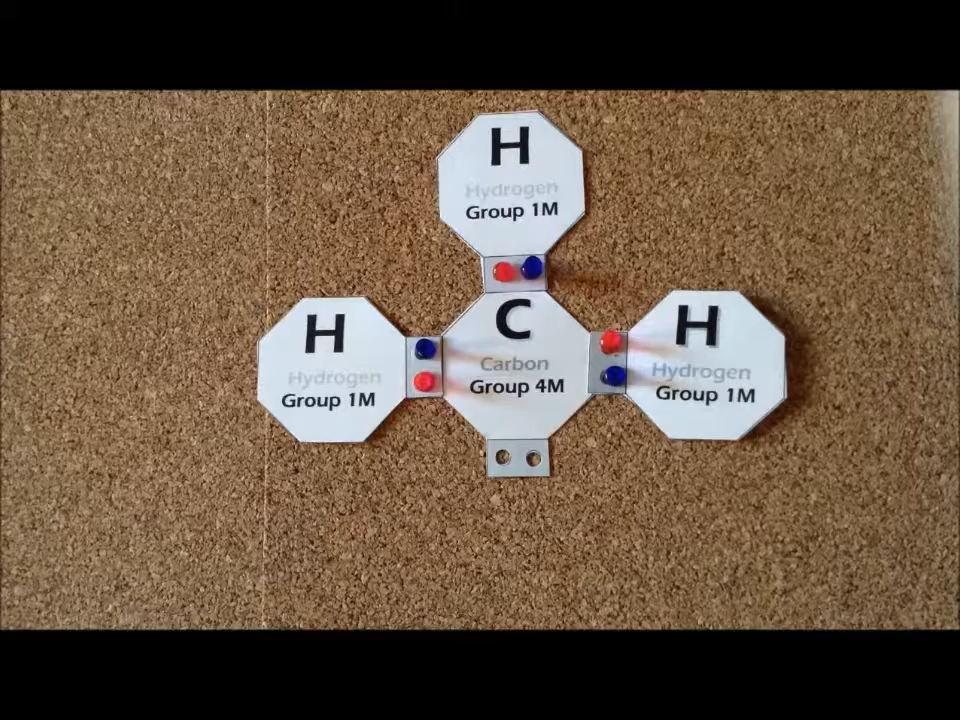 H
Hydrogen
Group 1M
H
Hydrogen
Group 1M
C
Carbon
Group 4M
H
Hydrogen
Group 1M